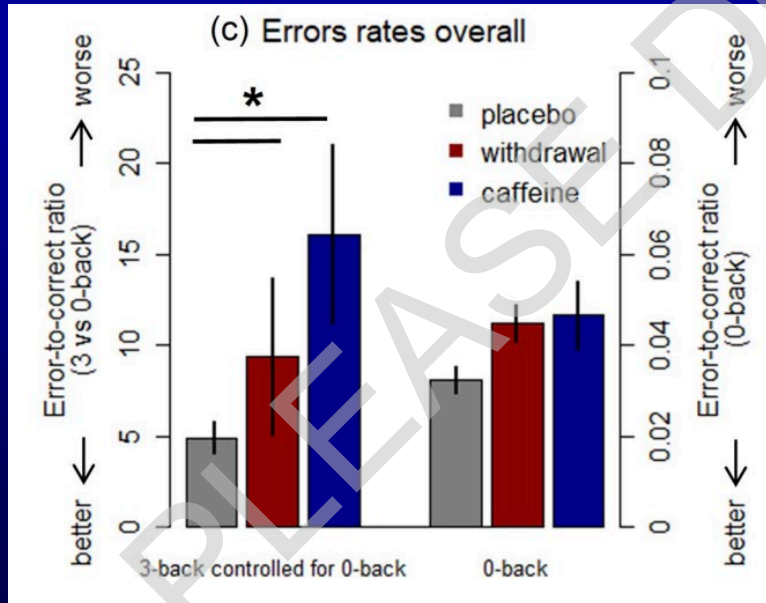 (c) Errors rates overall
worse
Error-to-correct ratio
(3 vs 0-back)
better
25
20
15
10
5
0
*
placebo
withdrawal
caffeine
0.1
0.08
0.06
0.04
0.02
0
worse
Error-to-correct ratio
(0-back)
better
3-back controlled for 0-back
0-back
PLEASE D